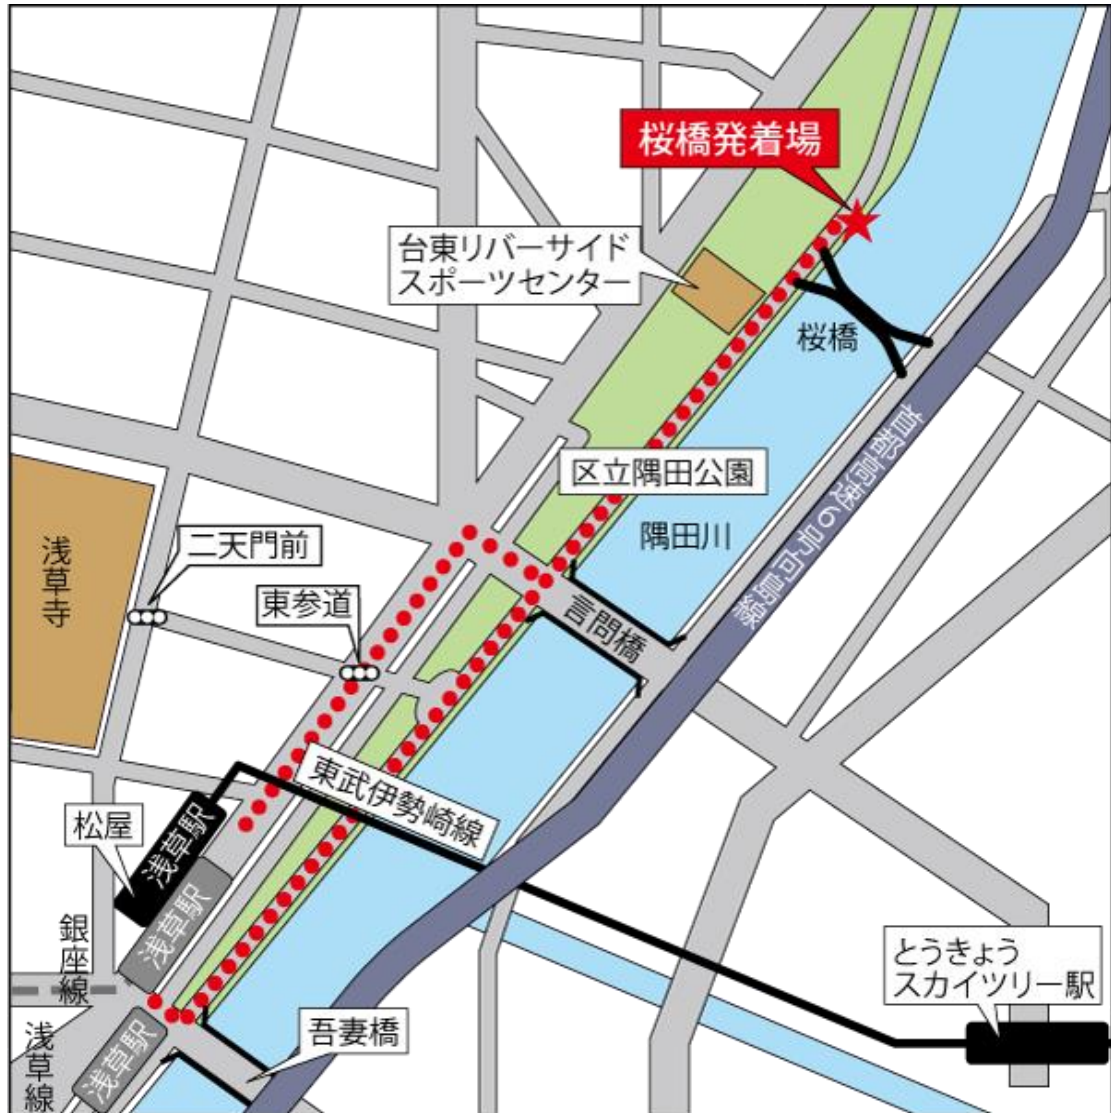 桜橋発着場
台東リバーサイド
スポーツセンター
桜橋
首都高速6号向島線
区立隅田公園
隅田川
二天門前
浅草寺
東参道
言問橋
東武伊勢崎線
松屋
浅草駅
浅草駅
銀座線
とうきょう
スカイツリー駅
吾妻橋
浅草駅
浅草線